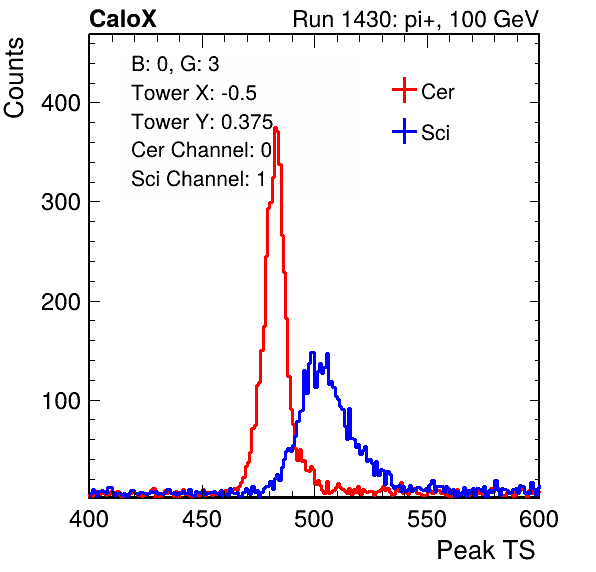 CaloX Run 1430: pi+, 100 GeV
B: 0, G: 3
Tower X: -0.5
Tower Y: 0.375
Cer Channel: 0
Sci Channel: 1
Cer
Sci
Counts
400
300
200
100
400 450 500 550 600
Peak TS